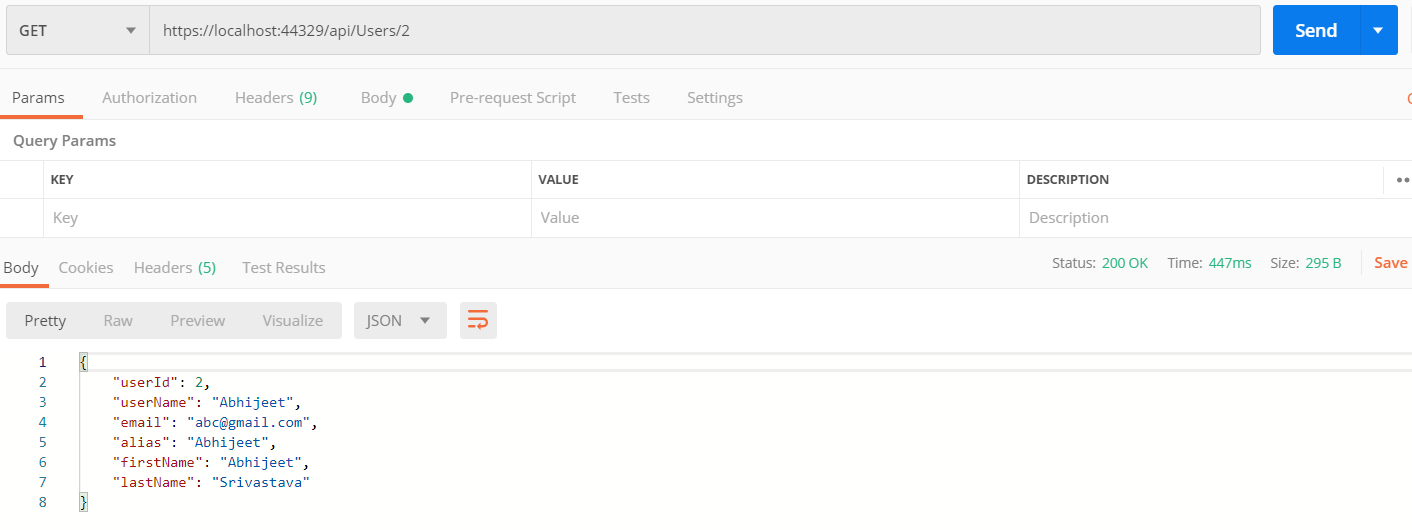 GET https://localhost:44329/api/Users/2 Send
Params Authorization Headers (9) Body Pre-request Script Tests Settings
Query Params
KEY VALUE DESCRIPTION
Key Value Description
Body Cookies Headers (5) Test Results Status: 200 OK Time: 447ms Size: 295 B Save
Pretty Raw Preview Visualize JSON
1 {
2 "userId": 2,
3 "userName": "Abhijeet",
4 "email": "abc@gmail.com",
5 "alias": "Abhijeet",
6 "firstName": "Abhijeet",
7 "lastName": "Srivastava"
8 }